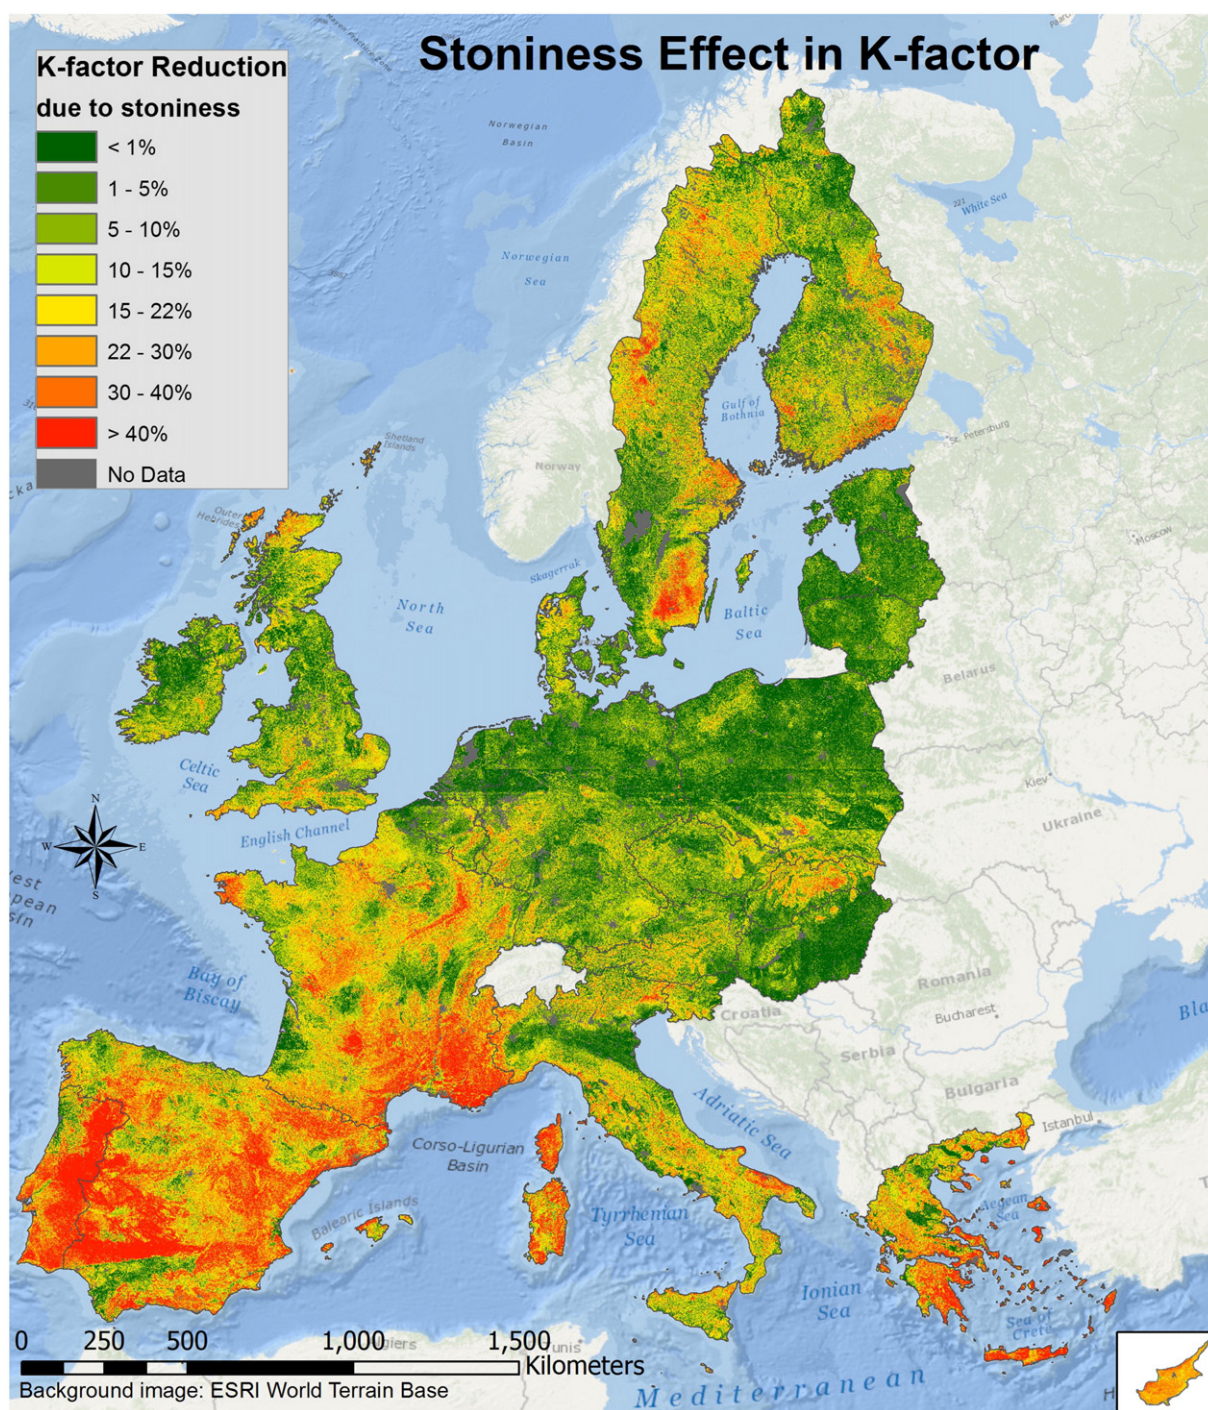 Stoniness Effect in K-factor
K-factor Reduction
due to stoniness
< 1%
1 - 5%
5 - 10%
10 - 15%
15 - 22%
22 - 30%
30 - 40%
> 40%
No Data
Norwegian
Basin
White Sea
Norwegian
Sea
Gulf of
Bothnia
St. Petersburg
Shetland
Islands
Norway
Outer
Hebrides
Moscow
Skagerrak
North
Sea
Baltic
Sea
Belarus
Celtic
Sea
Kiev
Ukraine
English Channel
N
W
E
S
Bay of
Biscay
Romania
Croatia
Bucharest
Serbia
Bulgaria
Adriatic Sea
Istanbul
Corso-Ligurian
Basin
Balearic Islands
Tyrrhenian
Sea
Aegean
Sea
Ionian
Sea
Sea of
Crete
0 250 500 1,000 1,500
Kilometers
Background image: ESRI World Terrain Base
Mediterranean